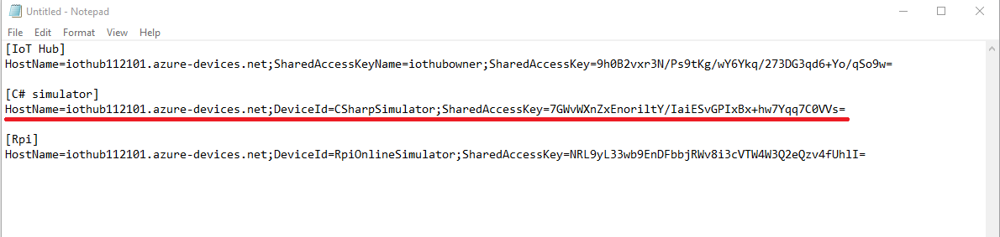 Untitled - Notepad
File Edit Format View Help
[IoT Hub]
HostName=iothub112101.azure-devices.net;SharedAccessKeyName=iothubowner;SharedAccessKey=9h0B2vxr3N/Ps9tKg/wY6Ykq/273DG3qd6+Yo/qSo9w=
[C# simulator]
HostName=iothub112101.azure-devices.net;DeviceId=CSharpSimulator;SharedAccessKey=7GWvWXnZxEnoriltY/IaiESvGPIxBx+hw7Yqq7C0VVs=
[Rpi]
HostName=iothub112101.azure-devices.net;DeviceId=RpiOnlineSimulator;SharedAccessKey=NRL9yL33wb9EnDFbbjRWv8i3cVTW4W3Q2eQzv4fUhlI=